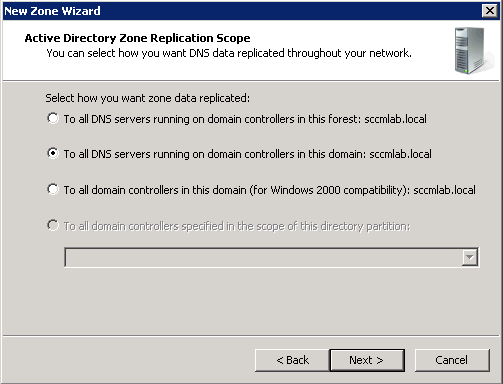 New Zone Wizard
Active Directory Zone Replication Scope
You can select how you want DNS data replicated throughout your network.
Select how you want zone data replicated:
To all DNS servers running on domain controllers in this forest: sccmlab.local
To all DNS servers running on domain controllers in this domain: sccmlab.local
To all domain controllers in this domain (for Windows 2000 compatibility): sccmlab.local
To all domain controllers specified in the scope of this directory partition:
< Back
Next >
Cancel